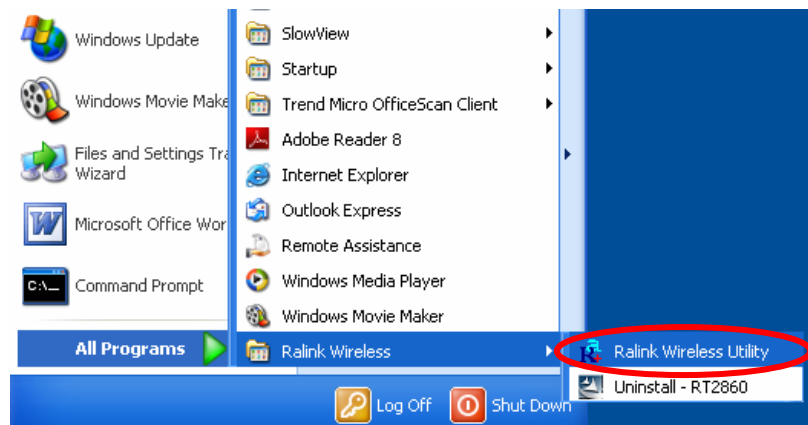 Windows Update
Windows Movie Make
Files and Settings Tra
Wizard
Microsoft Office Wor
C:\_
Command Prompt
All Programs
SlowView
Startup
Trend Micro OfficeScan Client
Adobe Reader 8
Internet Explorer
Outlook Express
Remote Assistance
Windows Media Player
Windows Movie Maker
Ralink Wireless
Ralink Wireless Utility
Uninstall - RT2860
Log Off
Shut Down